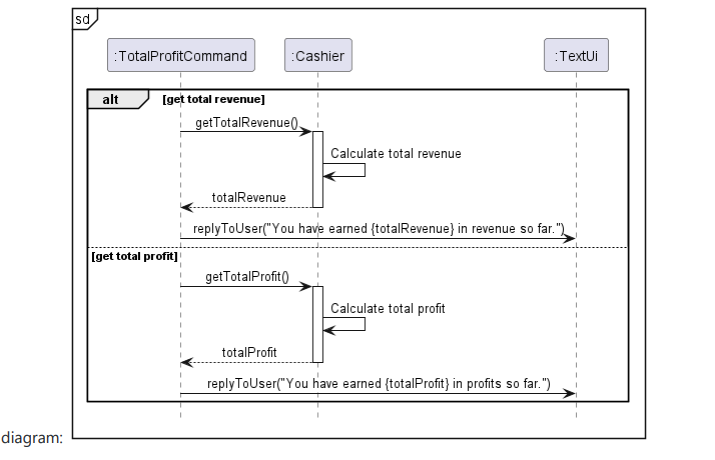 sd
:TotalProfitCommand :Cashier :TextUi
alt [get total revenue]
getTotalRevenue()
Calculate total revenue
totalRevenue
replyToUser("You have earned {totalRevenue} in revenue so far.")
[get total profit]
getTotalProfit()
Calculate total profit
totalProfit
replyToUser("You have earned {totalProfit} in profits so far.")
diagram: